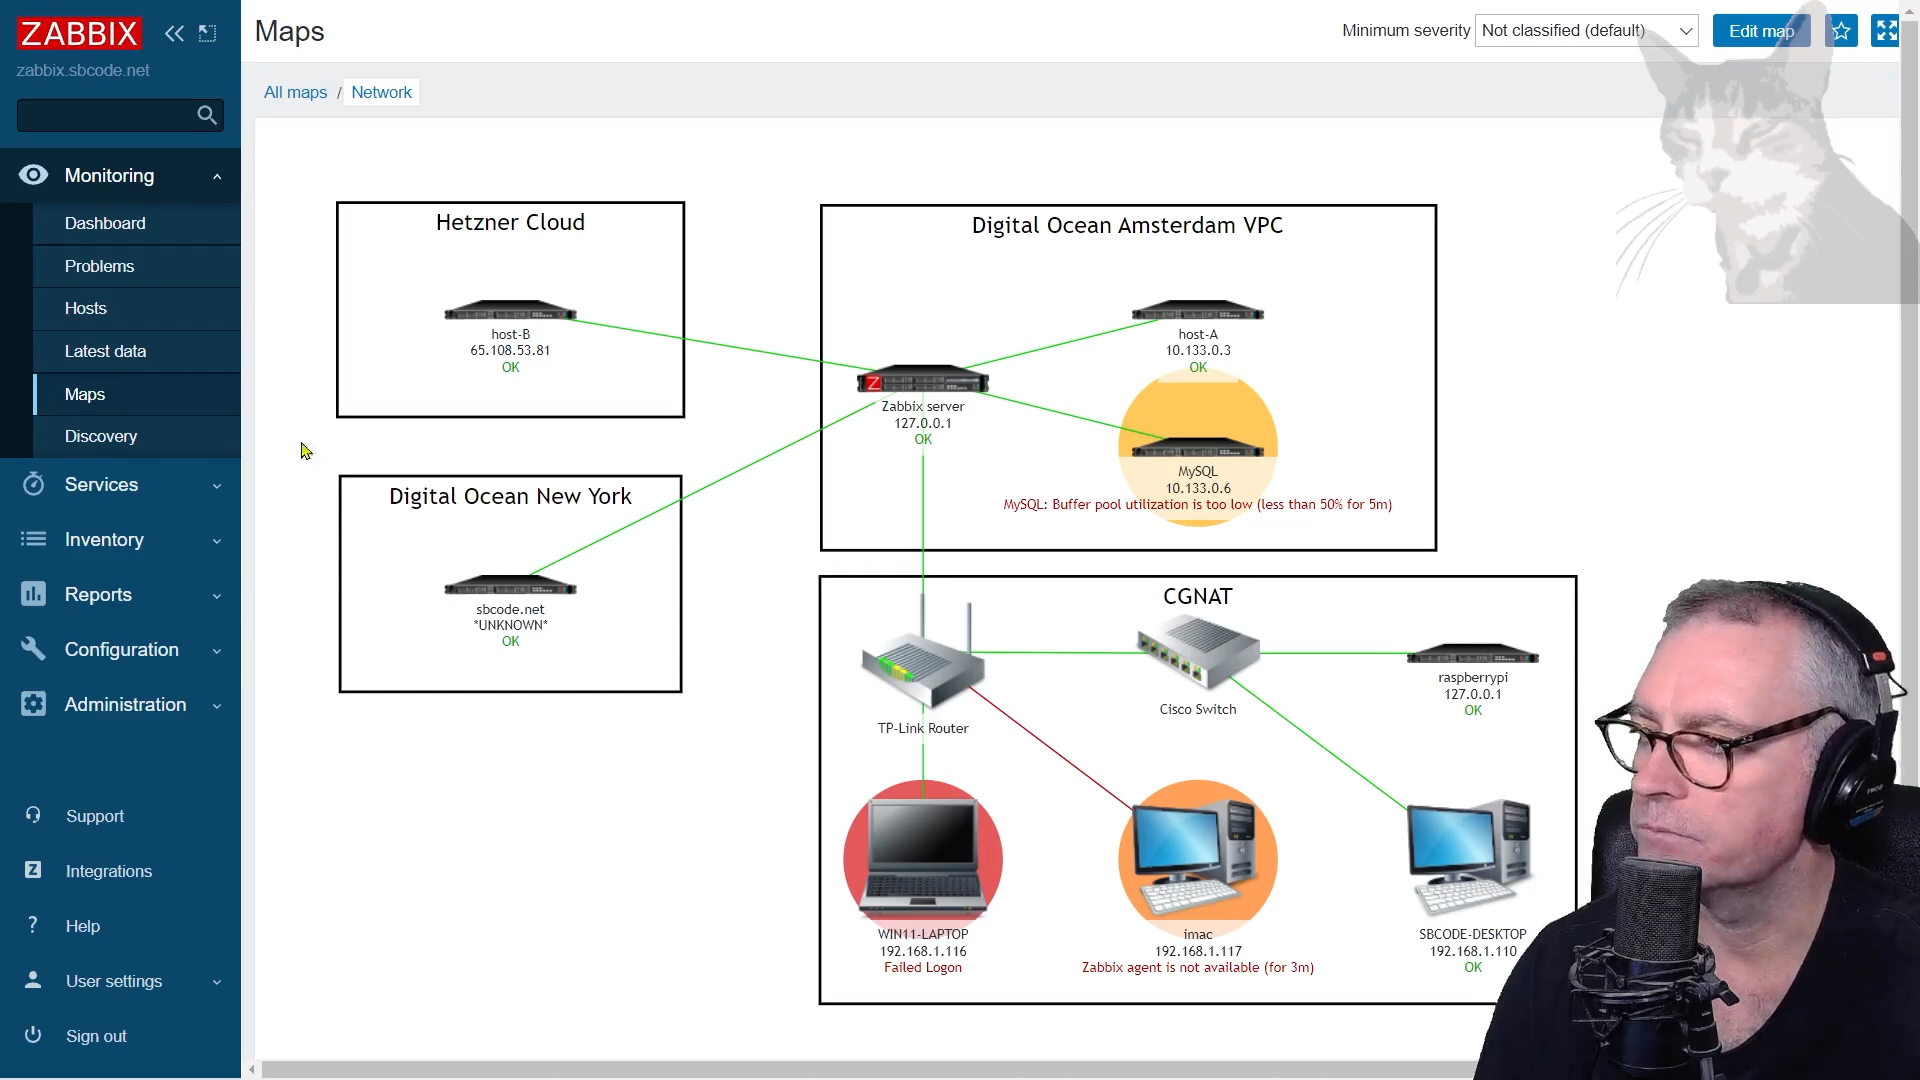 ZABBIX
zabbix.sbcode.net
Monitoring
Dashboard
Problems
Hosts
Latest data
Maps
Discovery
Services
Inventory
Reports
Configuration
Administration
Support
Z Integrations
? Help
User settings
Sign out
Maps
Minimum severity Not classified (default) Edit map
All maps / Network
Hetzner Cloud
host-B
65.108.53.81
OK
Digital Ocean New York
sbcode.net
*UNKNOWN*
OK
Digital Ocean Amsterdam VPC
host-A
10.133.0.3
OK
Z
Zabbix server
127.0.0.1
OK
MySQL
10.133.0.6
MySQL: Buffer pool utilization is too low (less than 50% for 5m)
CGNAT
TP-Link Router
Cisco Switch
raspberrypi
127.0.0.1
OK
WIN11-LAPTOP
192.168.1.116
Failed Logon
imac
192.168.1.117
Zabbix agent is not available (for 3m)
SBCODE-DESKTOP
192.168.1.110
OK